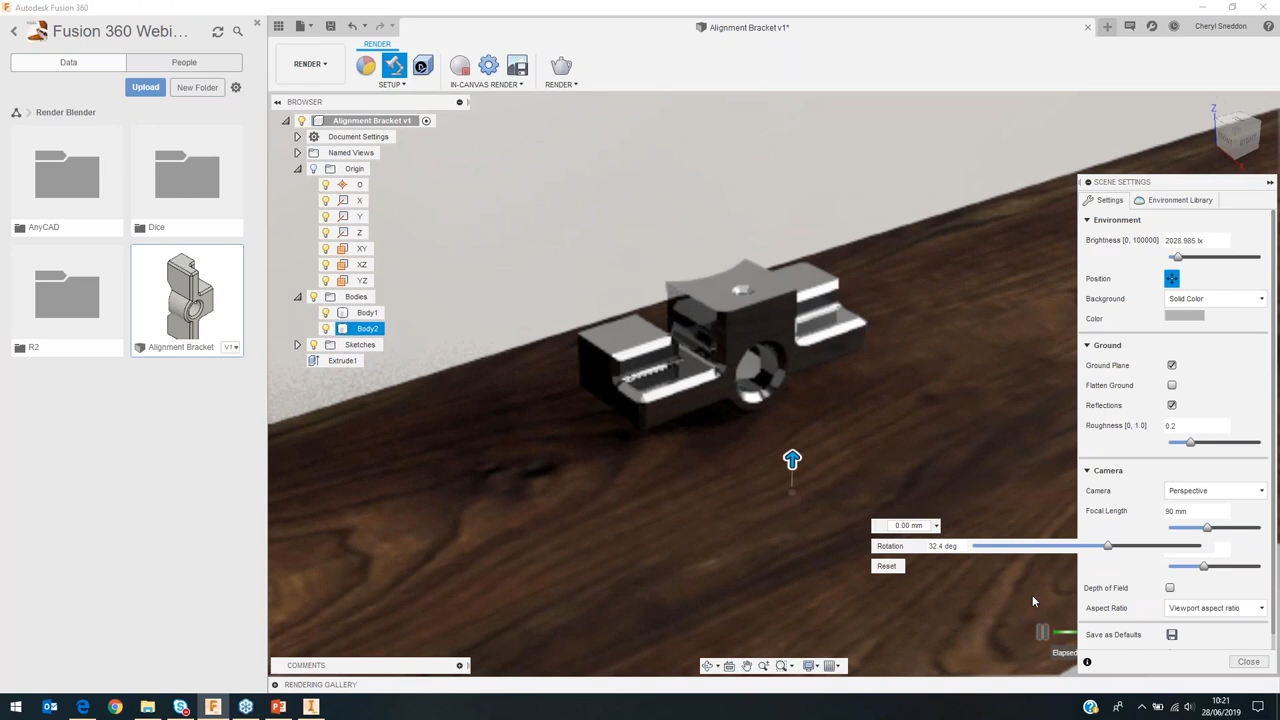 Autodesk Fusion 360
Fusion 360 Webi...
Data
People
Upload
New Folder
Render Blender
AnyCAD
Dice
R2
Alignment Bracket
V1
Alignment Bracket v1*
Cheryl Sneddon
RENDER
RENDER
SETUP
IN-CANVAS RENDER
RENDER
BROWSER
Alignment Bracket v1
Document Settings
Named Views
Origin
O
X
Y
Z
XY
XZ
YZ
Bodies
Body1
Body2
Sketches
Extrude1
Z
RIGHT
SCENE SETTINGS
Settings
Environment Library
Environment
Brightness [0, 100000]
2028.985 lx
Position
Background
Solid Color
Color
Ground
Ground Plane
Flatten Ground
Reflections
Roughness [0, 1.0]
0.2
Camera
Camera
Perspective
Focal Length
90 mm
0.00 mm
Rotation
32.4 deg
Reset
Depth of Field
Aspect Ratio
Viewport aspect ratio
Save as Defaults
Elapsed
Close
COMMENTS
RENDERING GALLERY
10:21
28/06/2019